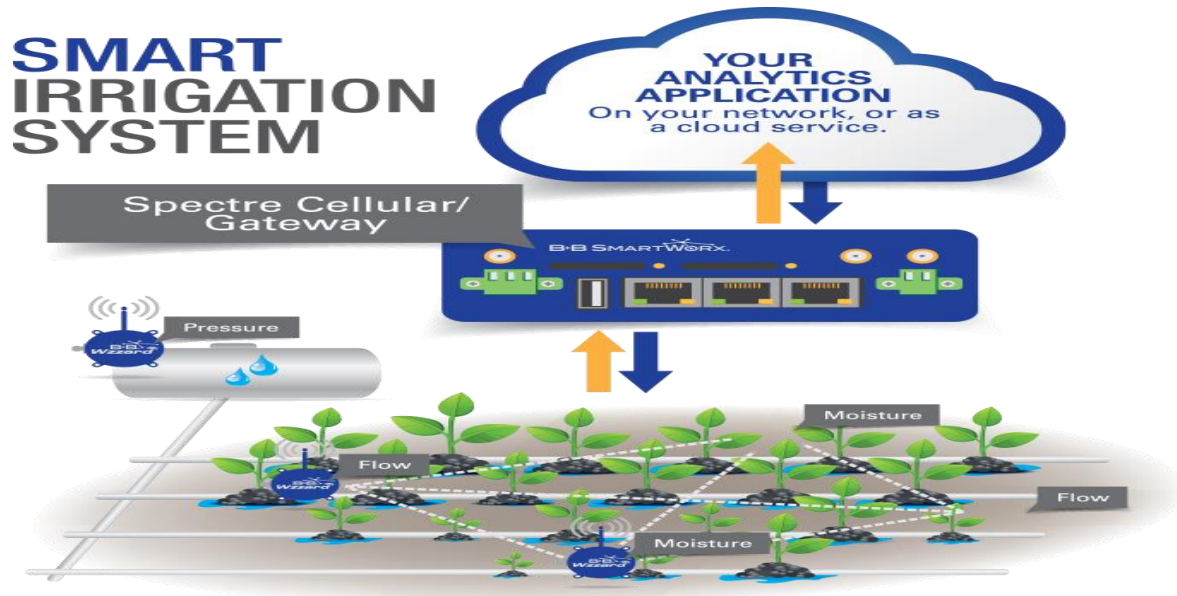 SMART
IRRIGATION
SYSTEM
YOUR
ANALYTICS
APPLICATION
On your network, or as
a cloud service.
Spectre Cellular/
Gateway
B+B SMARTWORX
Pressure
B+B
Wzzard
Moisture
Flow
B+B
Wzzard
Flow
Moisture
B+B
Wzzard